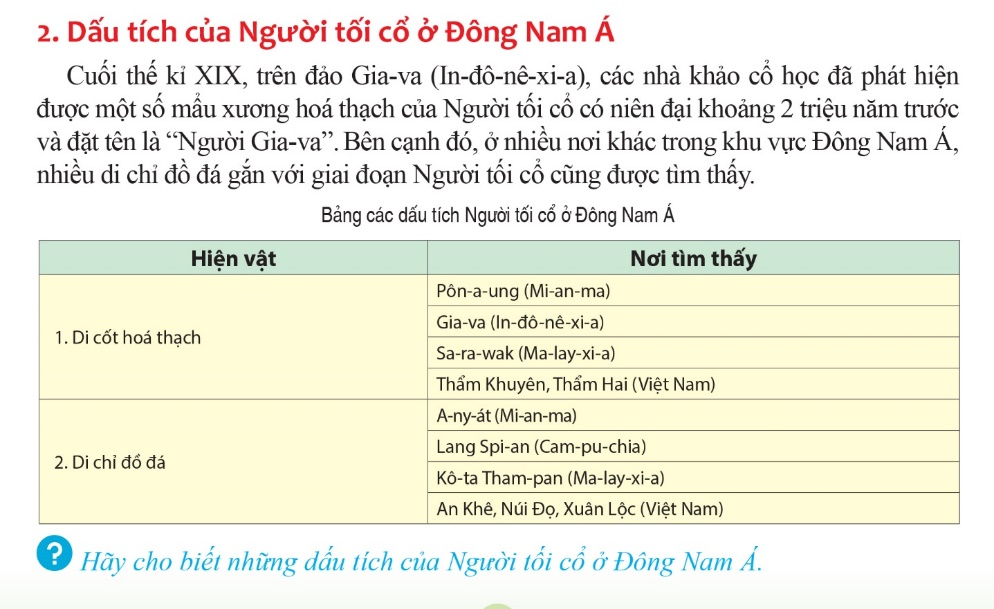 2. Dấu tích của Người tối cổ ở Đông Nam Á
Cuối thế kỉ XIX, trên đảo Gia-va (In-đô-nê-xi-a), các nhà khảo cổ học đã phát hiện
được một số mẩu xương hoá thạch của Người tối cổ có niên đại khoảng 2 triệu năm trước
và đặt tên là “Người Gia-va”. Bên cạnh đó, ở nhiều nơi khác trong khu vực Đông Nam Á,
nhiều di chỉ đồ đá gắn với giai đoạn Người tối cổ cũng được tìm thấy.
Bảng các dấu tích Người tối cổ ở Đông Nam Á
Hiện vật
Nơi tìm thấy
1. Di cốt hoá thạch
Pôn-a-ung (Mi-an-ma)
Gia-va (In-đô-nê-xi-a)
Sa-ra-wak (Ma-lay-xi-a)
Thẩm Khuyên, Thẩm Hai (Việt Nam)
2. Di chỉ đồ đá
A-ny-át (Mi-an-ma)
Lang Spi-an (Cam-pu-chia)
Kô-ta Tham-pan (Ma-lay-xi-a)
An Khê, Núi Đọ, Xuân Lộc (Việt Nam)
? Hãy cho biết những dấu tích của Người tối cổ ở Đông Nam Á.